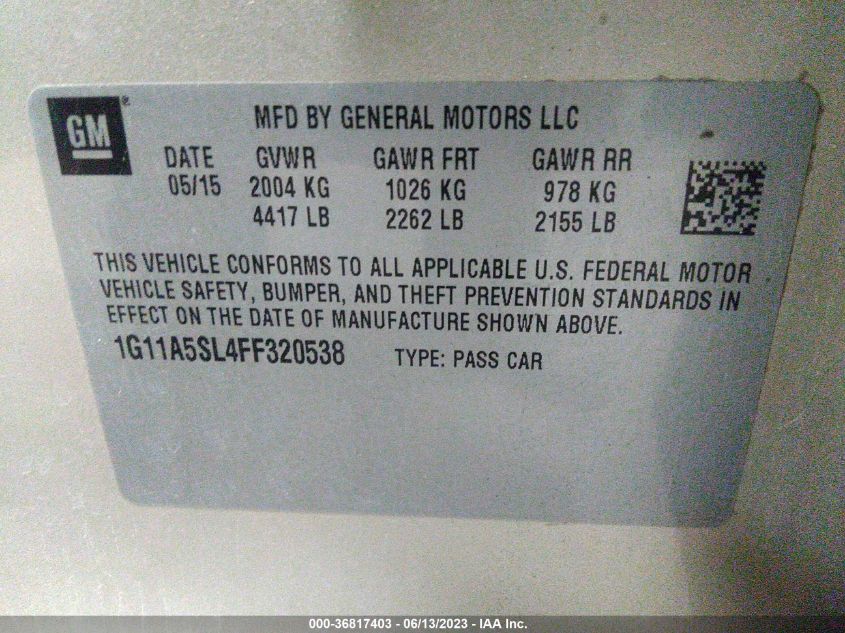 GM®
MFD BY GENERAL MOTORS LLC
DATE GVWR GAWR FRT GAWR RR
05/15 2004 KG 1026 KG 978 KG
4417 LB 2262 LB 2155 LB
THIS VEHICLE CONFORMS TO ALL APPLICABLE U.S. FEDERAL MOTOR
VEHICLE SAFETY, BUMPER, AND THEFT PREVENTION STANDARDS IN
EFFECT ON THE DATE OF MANUFACTURE SHOWN ABOVE.
1G11A5SL4FF320538 TYPE: PASS CAR
000-36817403 - 06/13/2023 - IAA Inc.